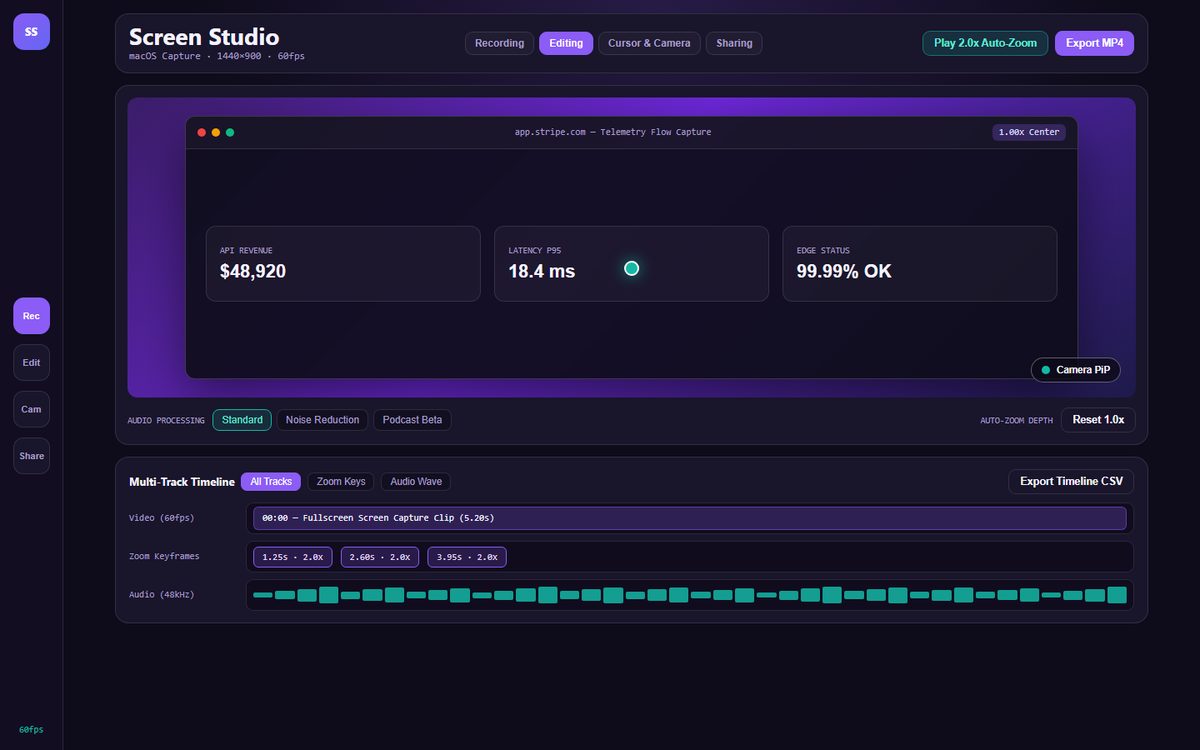 SS
Screen Studio
macOS Capture · 1440×900 · 60fps
Recording
Editing
Cursor & Camera
Sharing
Play 2.0x Auto-Zoom
Export MP4
app.stripe.com — Telemetry Flow Capture
1.00x Center
API REVENUE
$48,920
LATENCY P95
18.4 ms
EDGE STATUS
99.99% OK
Camera PiP
Rec
Edit
Cam
Share
AUDIO PROCESSING
Standard
Noise Reduction
Podcast Beta
AUTO-ZOOM DEPTH
Reset 1.0x
Multi-Track Timeline
All Tracks
Zoom Keys
Audio Wave
Export Timeline CSV
Video (60fps)
00:00 — Fullscreen Screen Capture Clip (5.20s)
Zoom Keyframes
1.25s · 2.0x
2.60s · 2.0x
3.95s · 2.0x
Audio (48kHz)
60fps